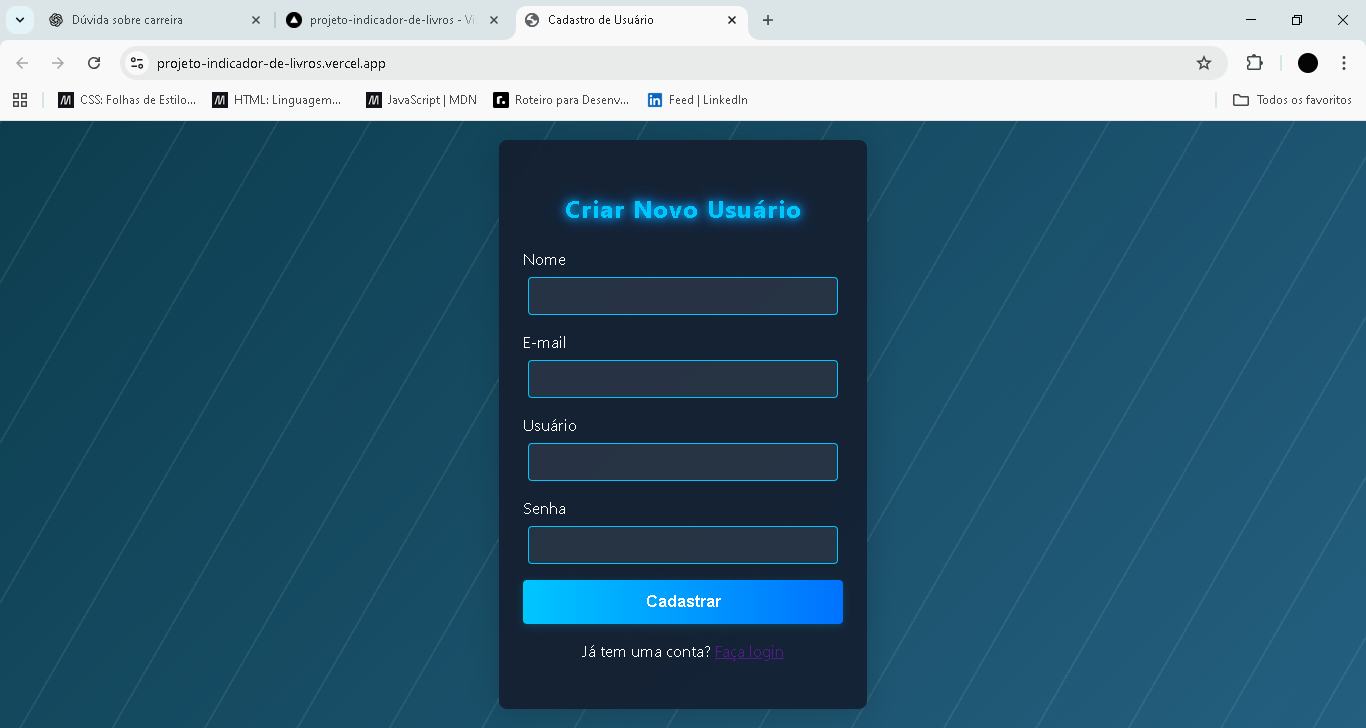 Dúvida sobre carreira
projeto-indicador-de-livros - Vi
Cadastro de Usuário
projeto-indicador-de-livros.vercel.app
CSS: Folhas de Estilo...
HTML: Linguagem...
JavaScript | MDN
Roteiro para Desenv...
Feed | LinkedIn
Todos os favoritos
Criar Novo Usuário
Nome
E-mail
Usuário
Senha
Cadastrar
Já tem uma conta? Faça login